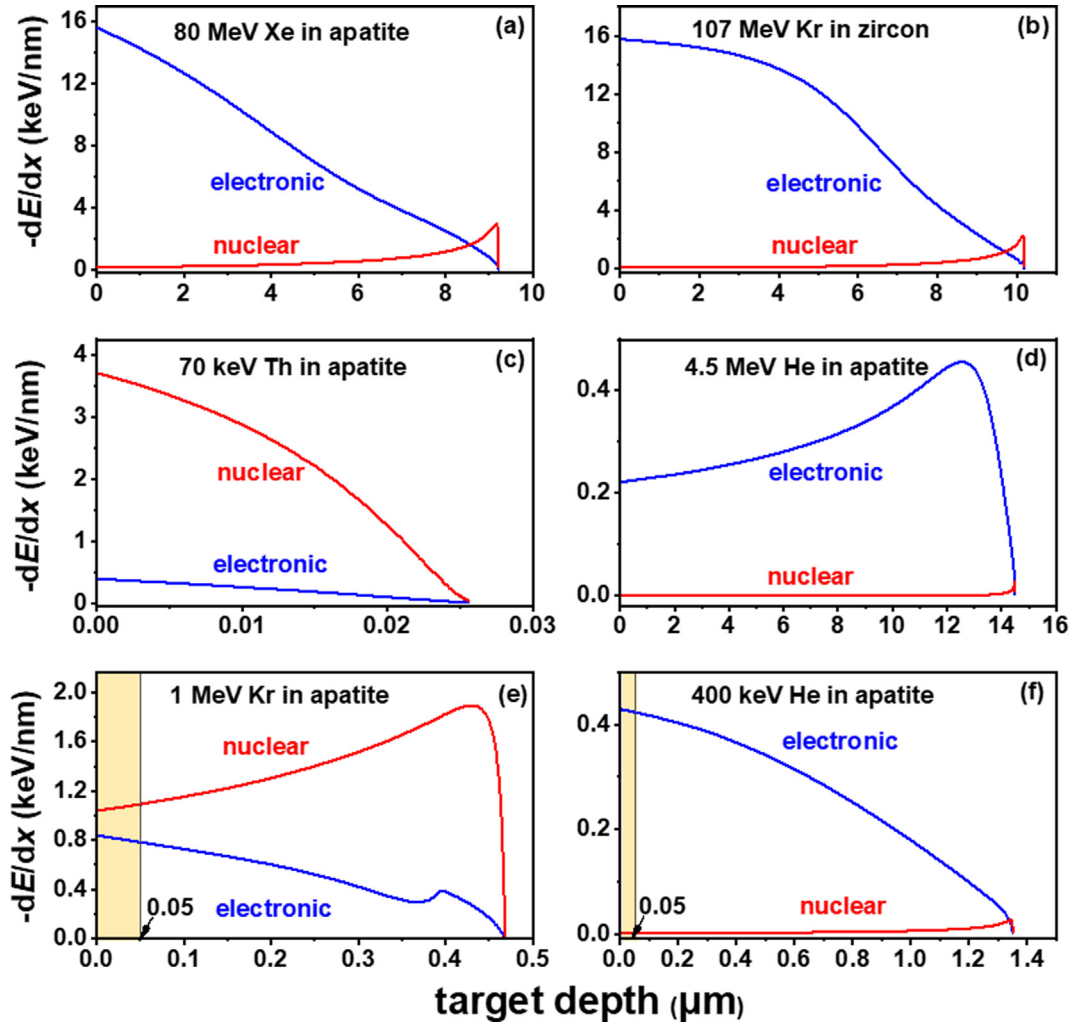 80 MeV Xe in apatite
(a)
16
12
8
4
0
electronic
nuclear
0 2 4 6 8 10
107 MeV Kr in zircon
(b)
16
12
8
4
0
electronic
nuclear
0 2 4 6 8 10
-dE/dx (keV/nm)
70 keV Th in apatite
(c)
4
3
2
1
0
nuclear
electronic
0.00 0.01 0.02 0.03
4.5 MeV He in apatite
(d)
0.4
0.2
0.0
electronic
nuclear
0 2 4 6 8 10 12 14 16
-dE/dx (keV/nm)
1 MeV Kr in apatite
(e)
2.0
1.6
1.2
0.8
0.4
0.0
nuclear
electronic
0.05
0.0 0.1 0.2 0.3 0.4 0.5
400 keV He in apatite
(f)
0.4
0.2
0.0
electronic
nuclear
0.05
0.0 0.2 0.4 0.6 0.8 1.0 1.2 1.4
-dE/dx (keV/nm)
target depth (µm)